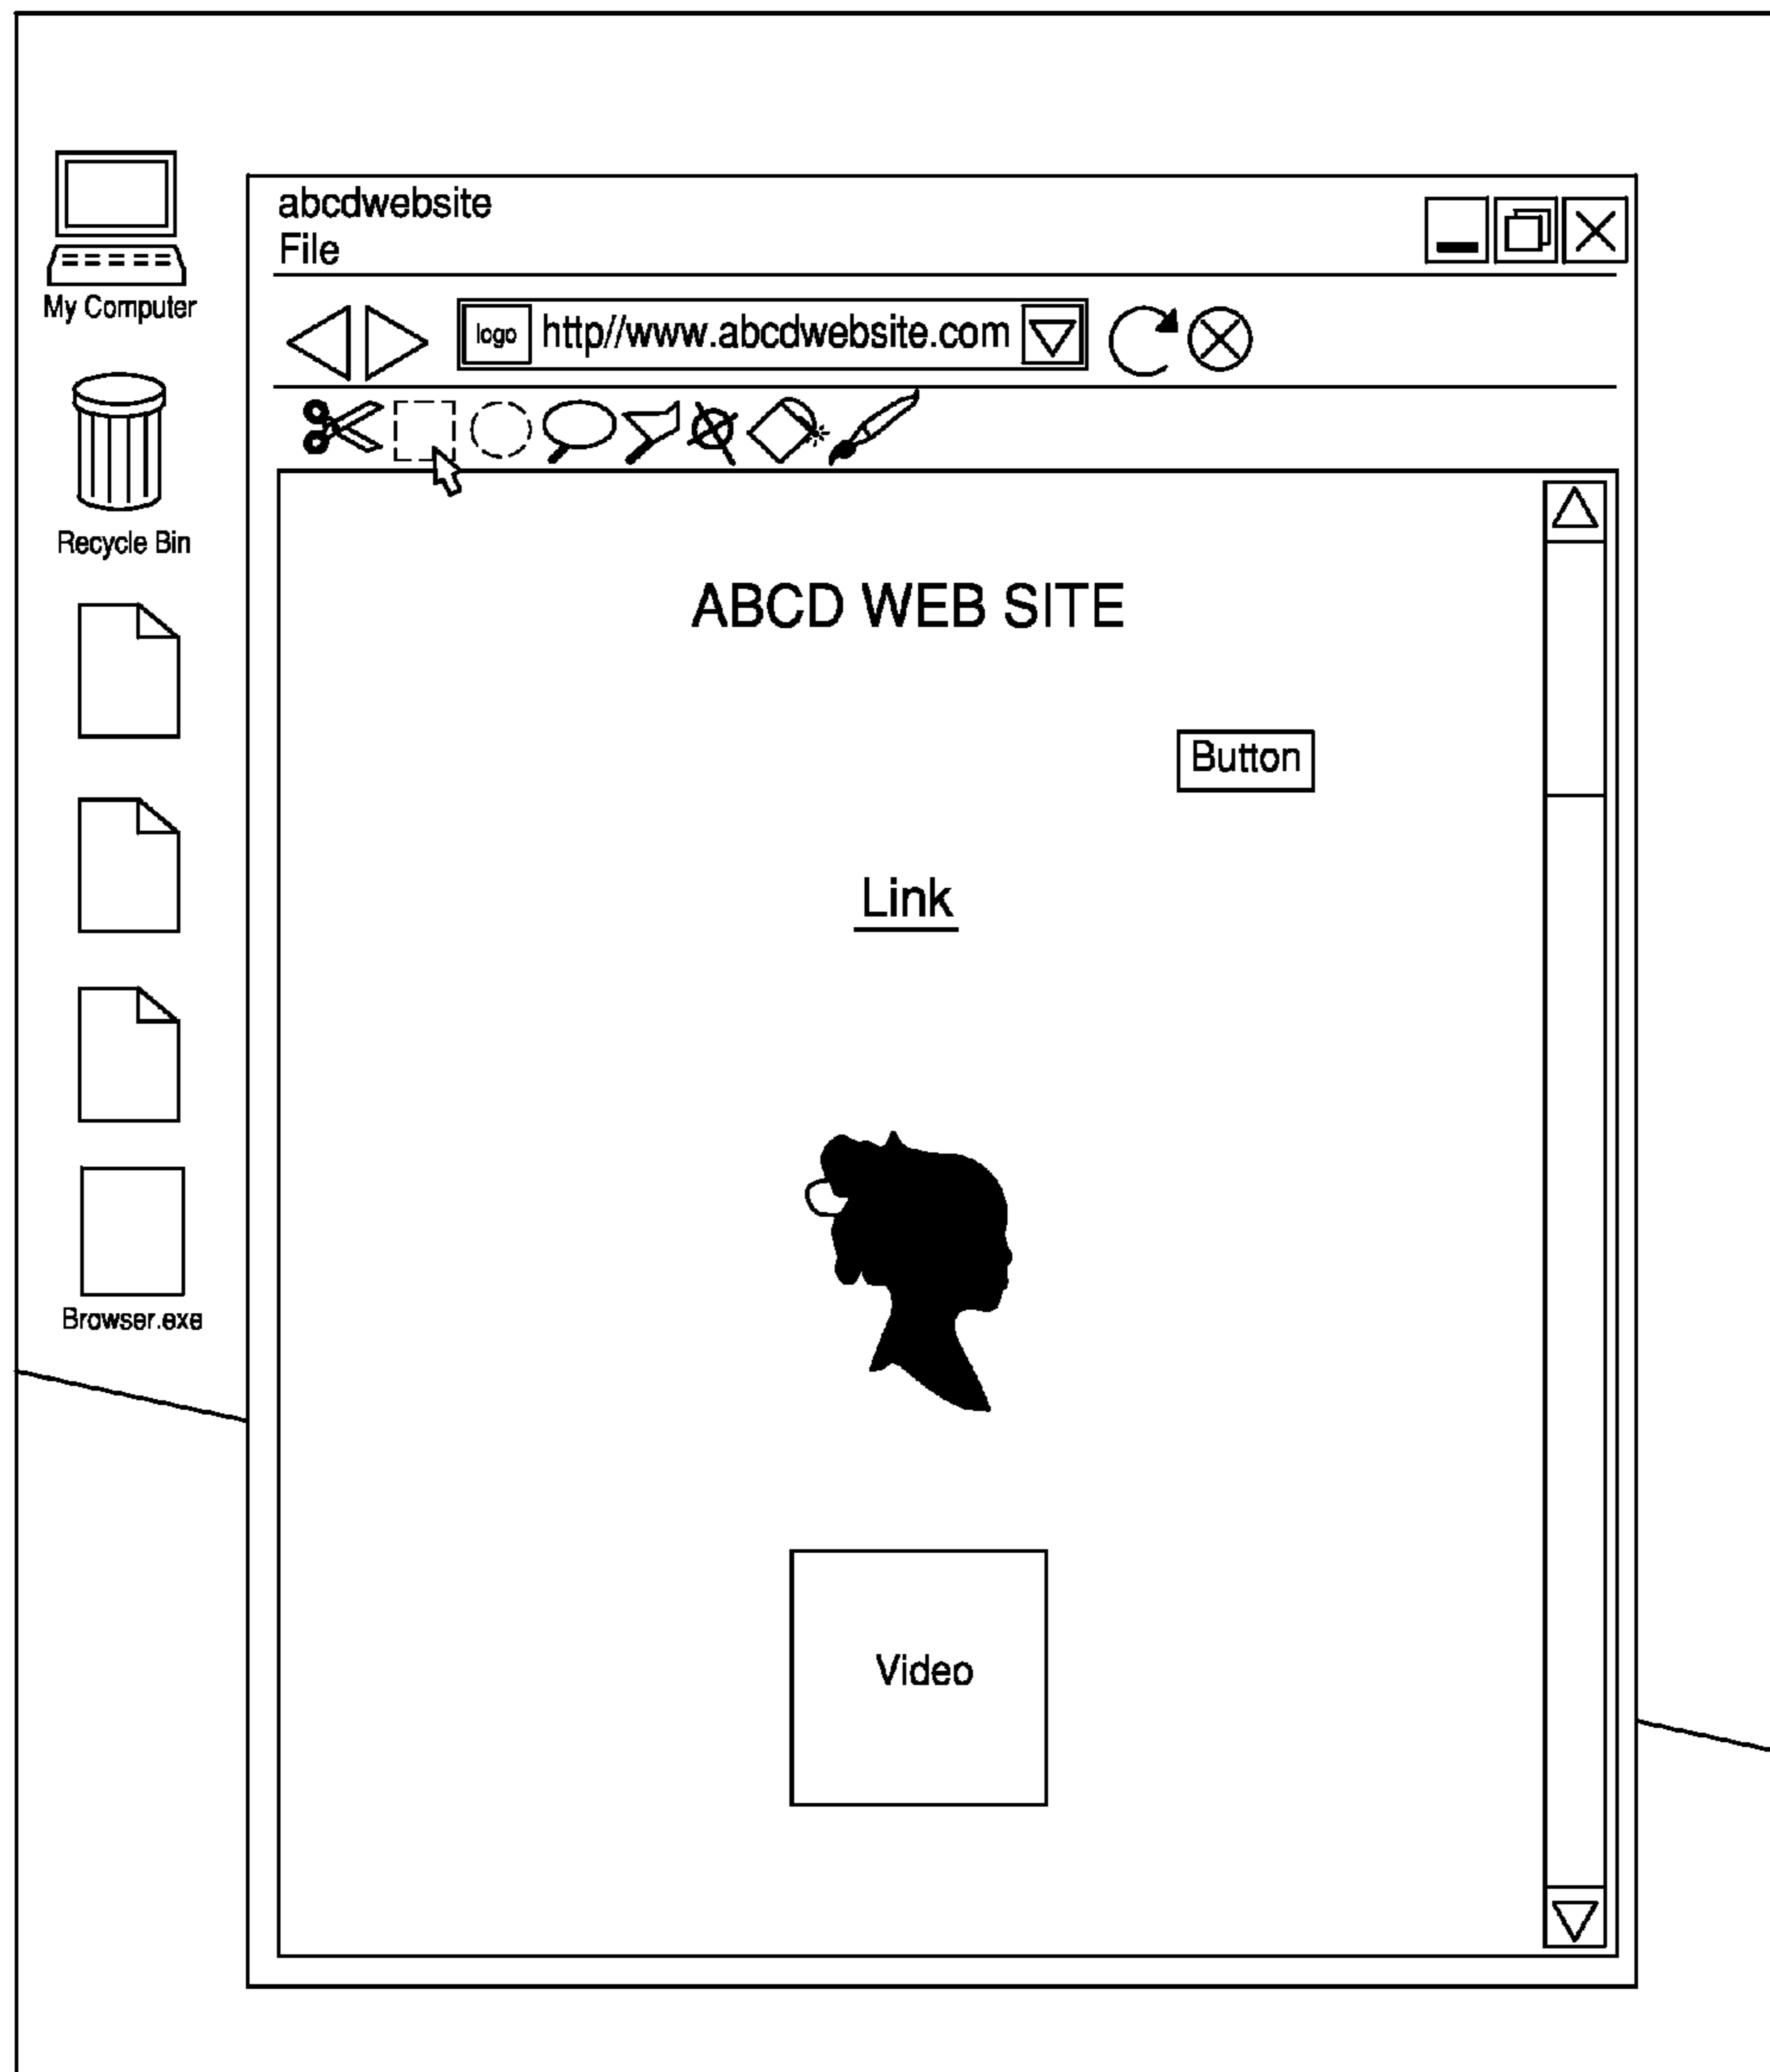 My Computer
Recycle Bin
Browser.exe
abcdwebsite
File
logo http//www.abcdwebsite.com
ABCD WEB SITE
Button
Link
Video